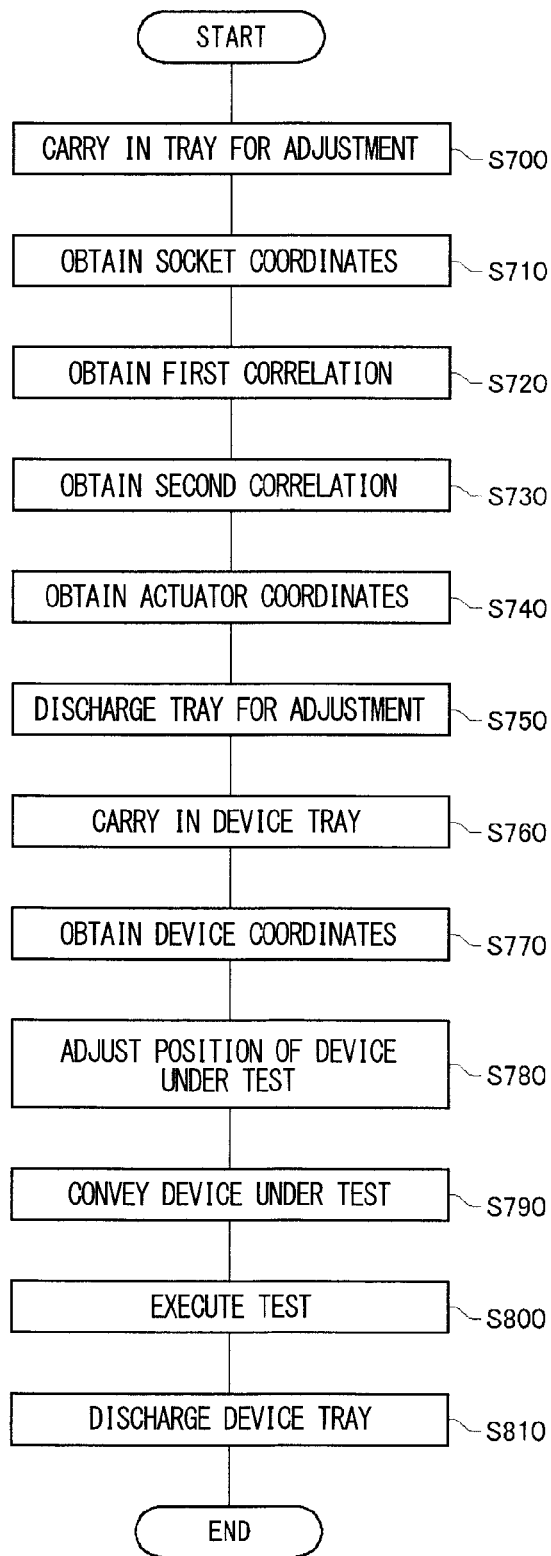 START
CARRY IN TRAY FOR ADJUSTMENT S700
OBTAIN SOCKET COORDINATES S710
OBTAIN FIRST CORRELATION S720
OBTAIN SECOND CORRELATION S730
OBTAIN ACTUATOR COORDINATES S740
DISCHARGE TRAY FOR ADJUSTMENT S750
CARRY IN DEVICE TRAY S760
OBTAIN DEVICE COORDINATES S770
ADJUST POSITION OF DEVICE
UNDER TEST S780
CONVEY DEVICE UNDER TEST S790
EXECUTE TEST S800
DISCHARGE DEVICE TRAY S810
END